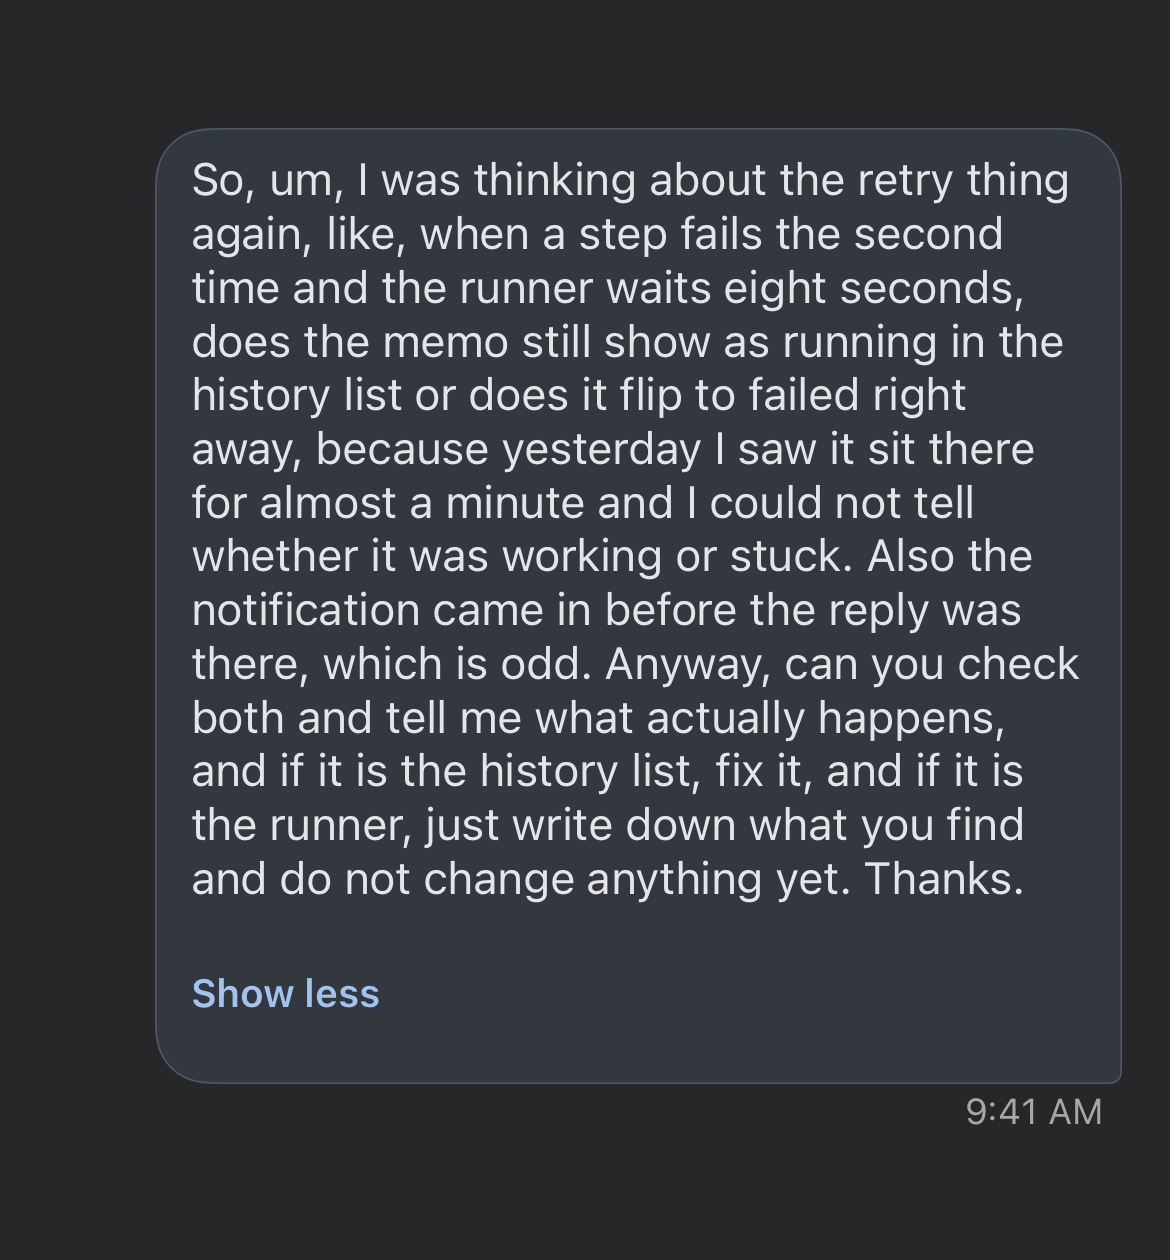 So, um, I was thinking about the retry thing
again, like, when a step fails the second
time and the runner waits eight seconds,
does the memo still show as running in the
history list or does it flip to failed right
away, because yesterday I saw it sit there
for almost a minute and I could not tell
whether it was working or stuck. Also the
notification came in before the reply was
there, which is odd. Anyway, can you check
both and tell me what actually happens,
and if it is the history list, fix it, and if it is
the runner, just write down what you find
and do not change anything yet. Thanks.
Show less
9:41 AM